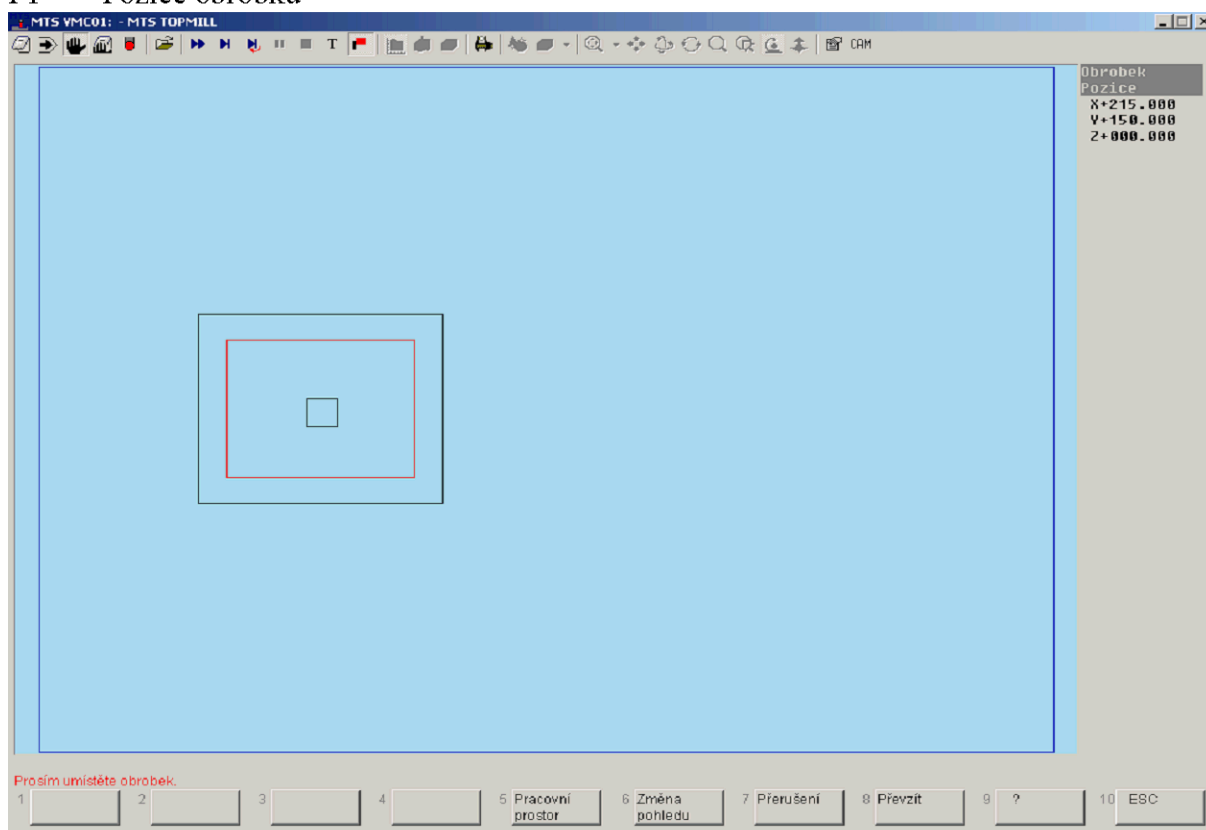 MTS VMC01: - MTS TOPMILL
T
CAM
Obrobek
Pozice
X+215.000
Y+150.000
Z+000.000
Prosím umístěte obrobek.
1 2 3 4 5 Pracovní prostor 6 Změna pohledu 7 Přerušení 8 Převzít 9 ? 10 ESC